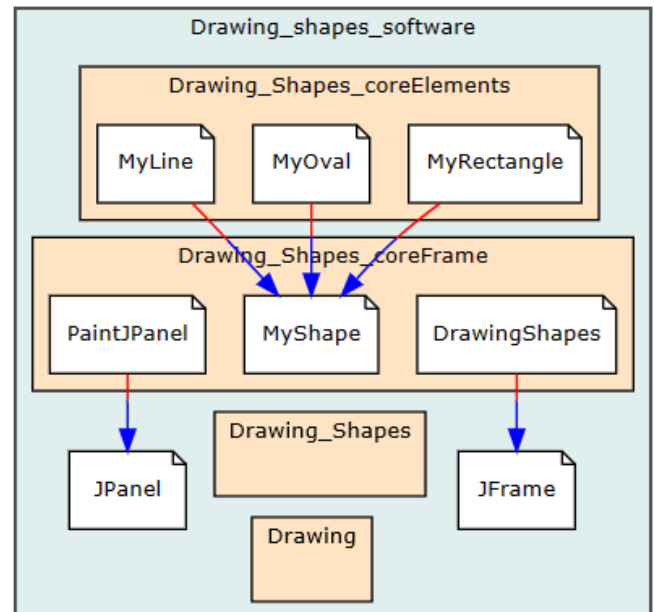 Drawing_shapes_software
Drawing_Shapes_coreElements
MyLine
MyOval
MyRectangle
Drawing_Shapes_coreFrame
PaintJPanel
MyShape
DrawingShapes
Drawing_Shapes
JPanel
JFrame
Drawing